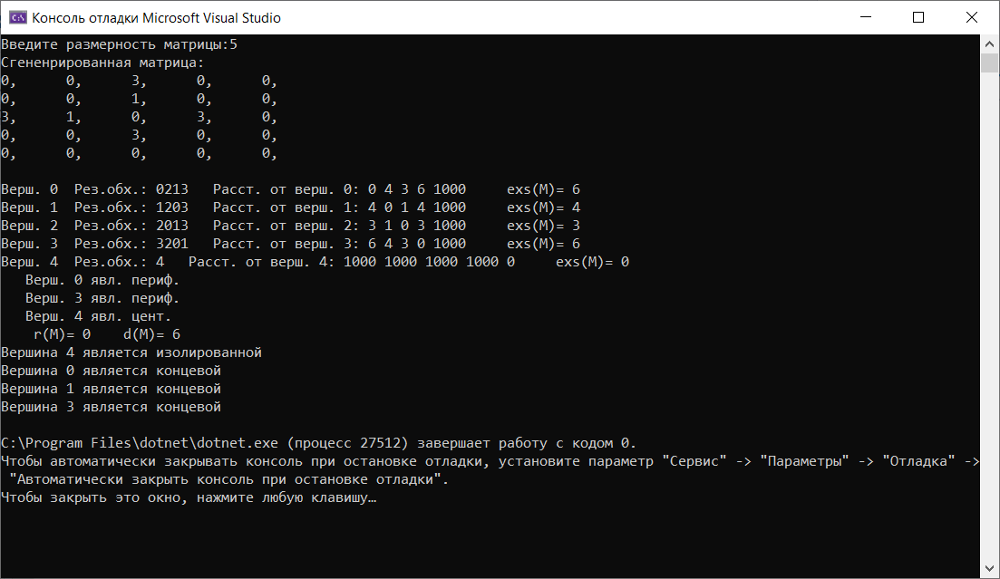 Консоль отладки Microsoft Visual Studio
Введите размерность матрицы:5
Сгененрированная матрица:
0, 0, 3, 0, 0,
0, 0, 1, 0, 0,
3, 1, 0, 3, 0,
0, 0, 3, 0, 0,
0, 0, 0, 0, 0,
Верш. 0 Рез.обх.: 0213 Расст. от верш. 0: 0 4 3 6 1000 exs(M)= 6
Верш. 1 Рез.обх.: 1203 Расст. от верш. 1: 4 0 1 4 1000 exs(M)= 4
Верш. 2 Рез.обх.: 2013 Расст. от верш. 2: 3 1 0 3 1000 exs(M)= 3
Верш. 3 Рез.обх.: 3201 Расст. от верш. 3: 6 4 3 0 1000 exs(M)= 6
Верш. 4 Рез.обх.: 4 Расст. от верш. 4: 1000 1000 1000 1000 0 exs(M)= 0
Верш. 0 явл. периф.
Верш. 3 явл. периф.
Верш. 4 явл. цент.
r(M)= 0 d(M)= 6
Вершина 4 является изолированной
Вершина 0 является концевой
Вершина 1 является концевой
Вершина 3 является концевой
C:\Program Files\dotnet\dotnet.exe (процесс 27512) завершает работу с кодом 0.
Чтобы автоматически закрывать консоль при остановке отладки, установите параметр "Сервис" -> "Параметры" -> "Отладка" ->
"Автоматически закрыть консоль при остановке отладки".
Чтобы закрыть это окно, нажмите любую клавишу…